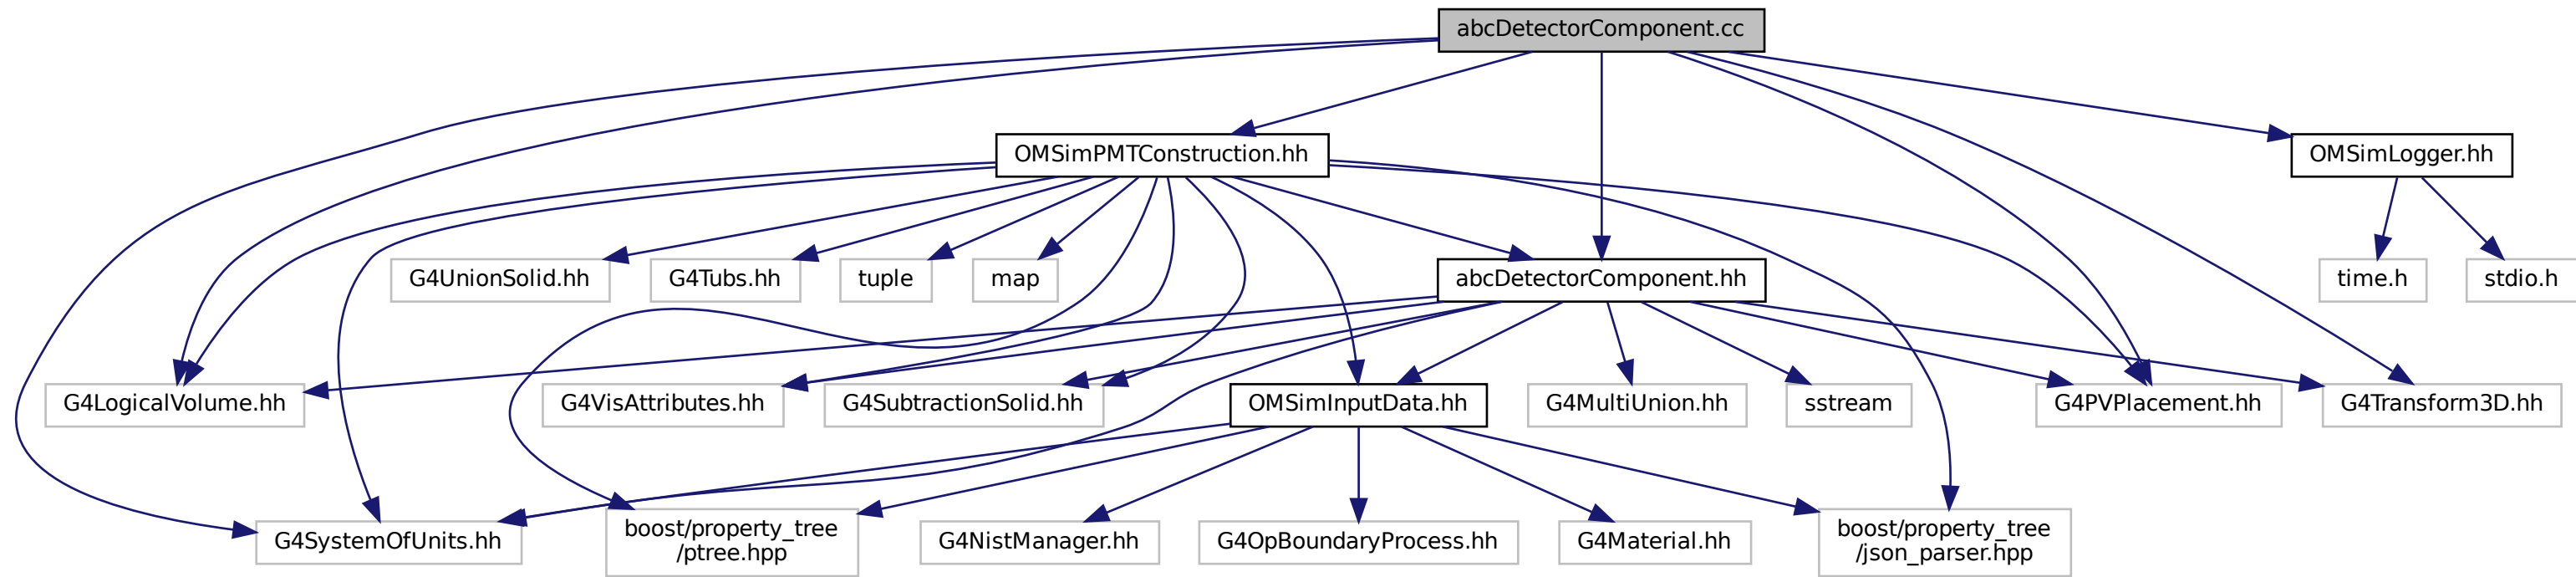 abcDetectorComponent.cc
OMSimPMTConstruction.hh
OMSimLogger.hh
G4UnionSolid.hh
G4Tubs.hh
tuple
map
abcDetectorComponent.hh
time.h
stdio.h
G4LogicalVolume.hh
G4VisAttributes.hh
G4SubtractionSolid.hh
OMSimInputData.hh
G4MultiUnion.hh
sstream
G4PVPlacement.hh
G4Transform3D.hh
G4SystemOfUnits.hh
boost/property_tree
/ptree.hpp
G4NistManager.hh
G4OpBoundaryProcess.hh
G4Material.hh
boost/property_tree
/json_parser.hpp